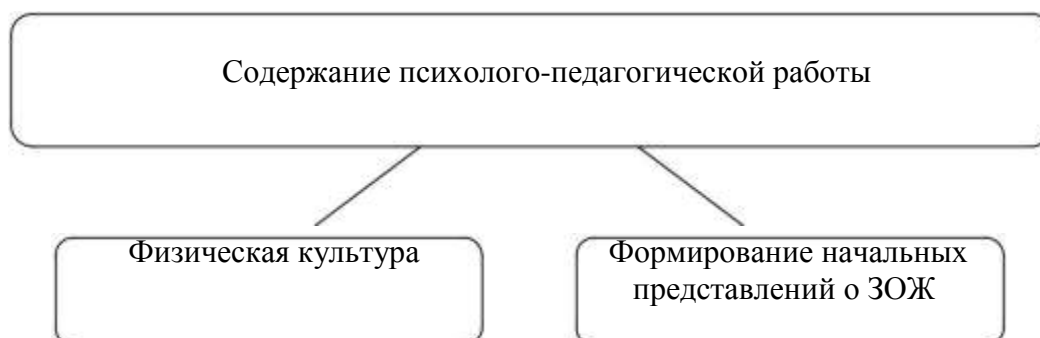 Содержание психолого-педагогической работы
Физическая культура
Формирование начальных
представлений о ЗОЖ